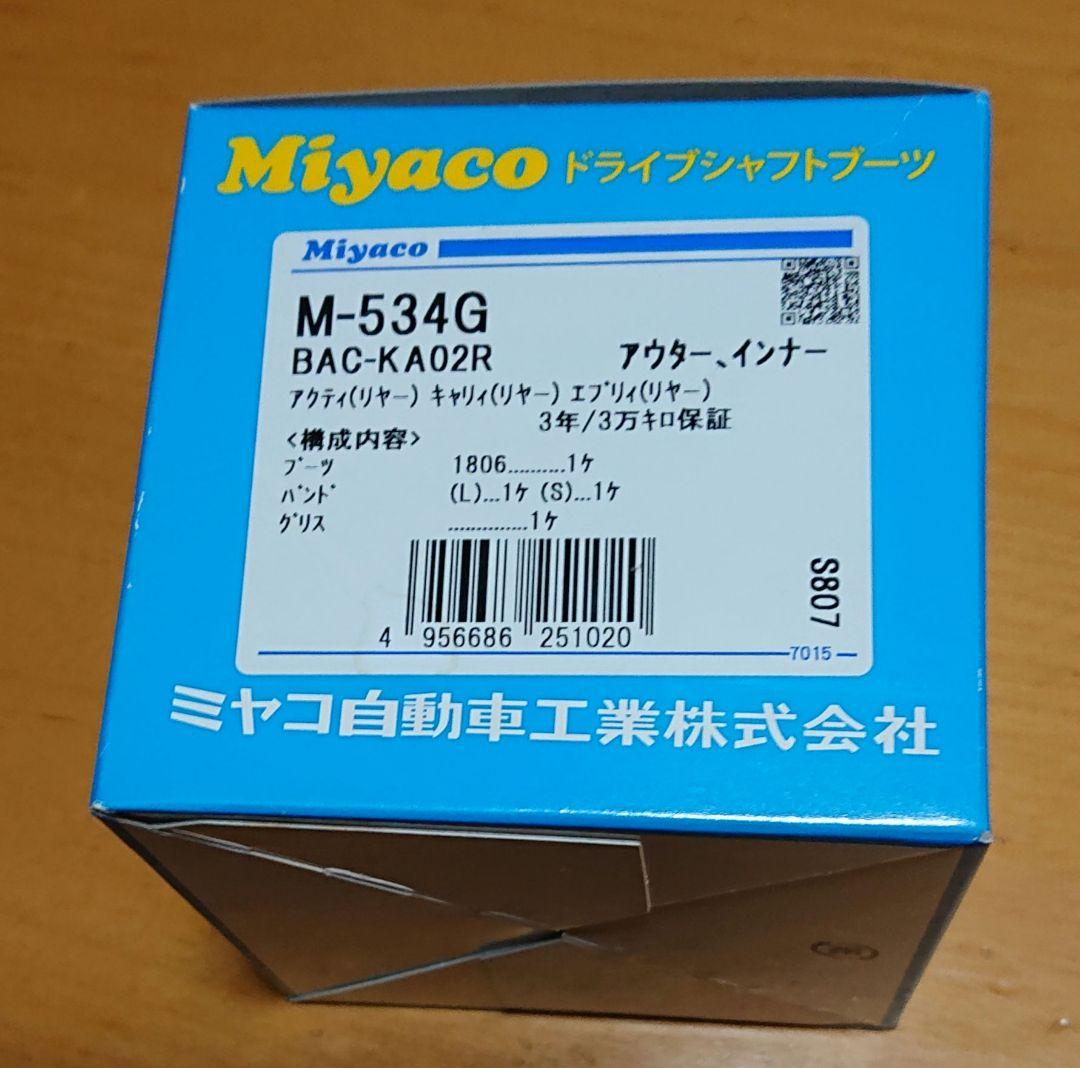 Miyaco ドライブシャフトブーツ
Miyaco
M-534G
BAC-KA02R アウター、インナー
ｱｸﾃｨ(ﾘﾔｰ) ｷｬﾘｨ(ﾘﾔｰ) ｴﾌﾞﾘｨ(ﾘﾔｰ)
3年/3万ｷﾛ保証
<構成内容>
ﾌﾞｰﾂ 1806..........1ｹ
ﾊﾞﾝﾄﾞ (L)...1ｹ (S)...1ｹ
ｸﾞﾘｽ ..............1ｹ
S807
4 956686 251020
7015
ミヤコ自動車工業株式会社